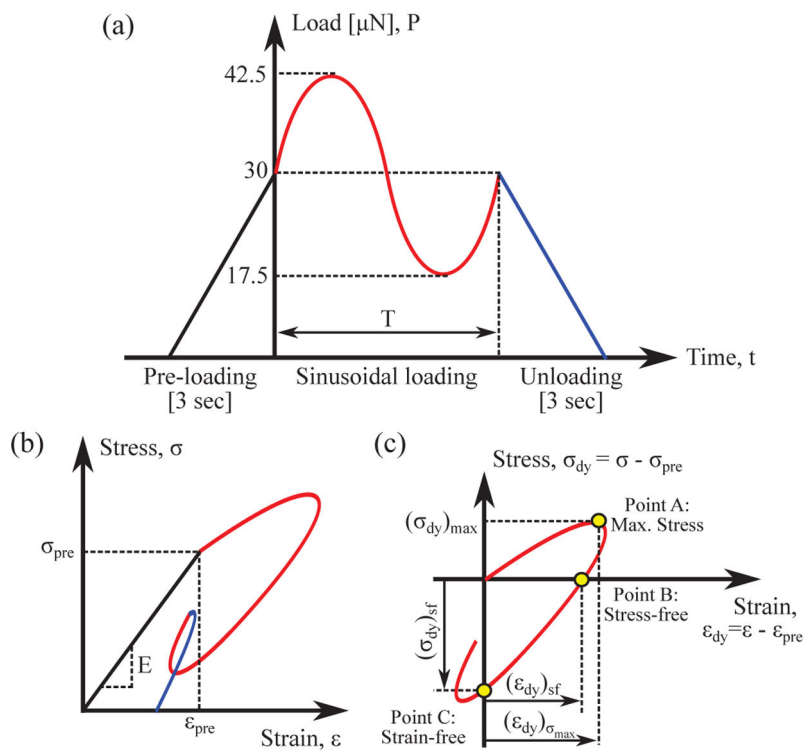 (a)
Load [µN], P
42.5
30
17.5
T
Time, t
Pre-loading
[3 sec]
Sinusoidal loading
Unloading
[3 sec]
(b)
Stress, σ
σpre
E
εpre
Strain, ε
(c)
Stress, σdy = σ - σpre
Point A:
Max. Stress
(σdy)max
Point B:
Stress-free
Strain,
εdy=ε - εpre
(σdy)sf
(εdy)sf
Point C:
Strain-free
(εdy)σmax